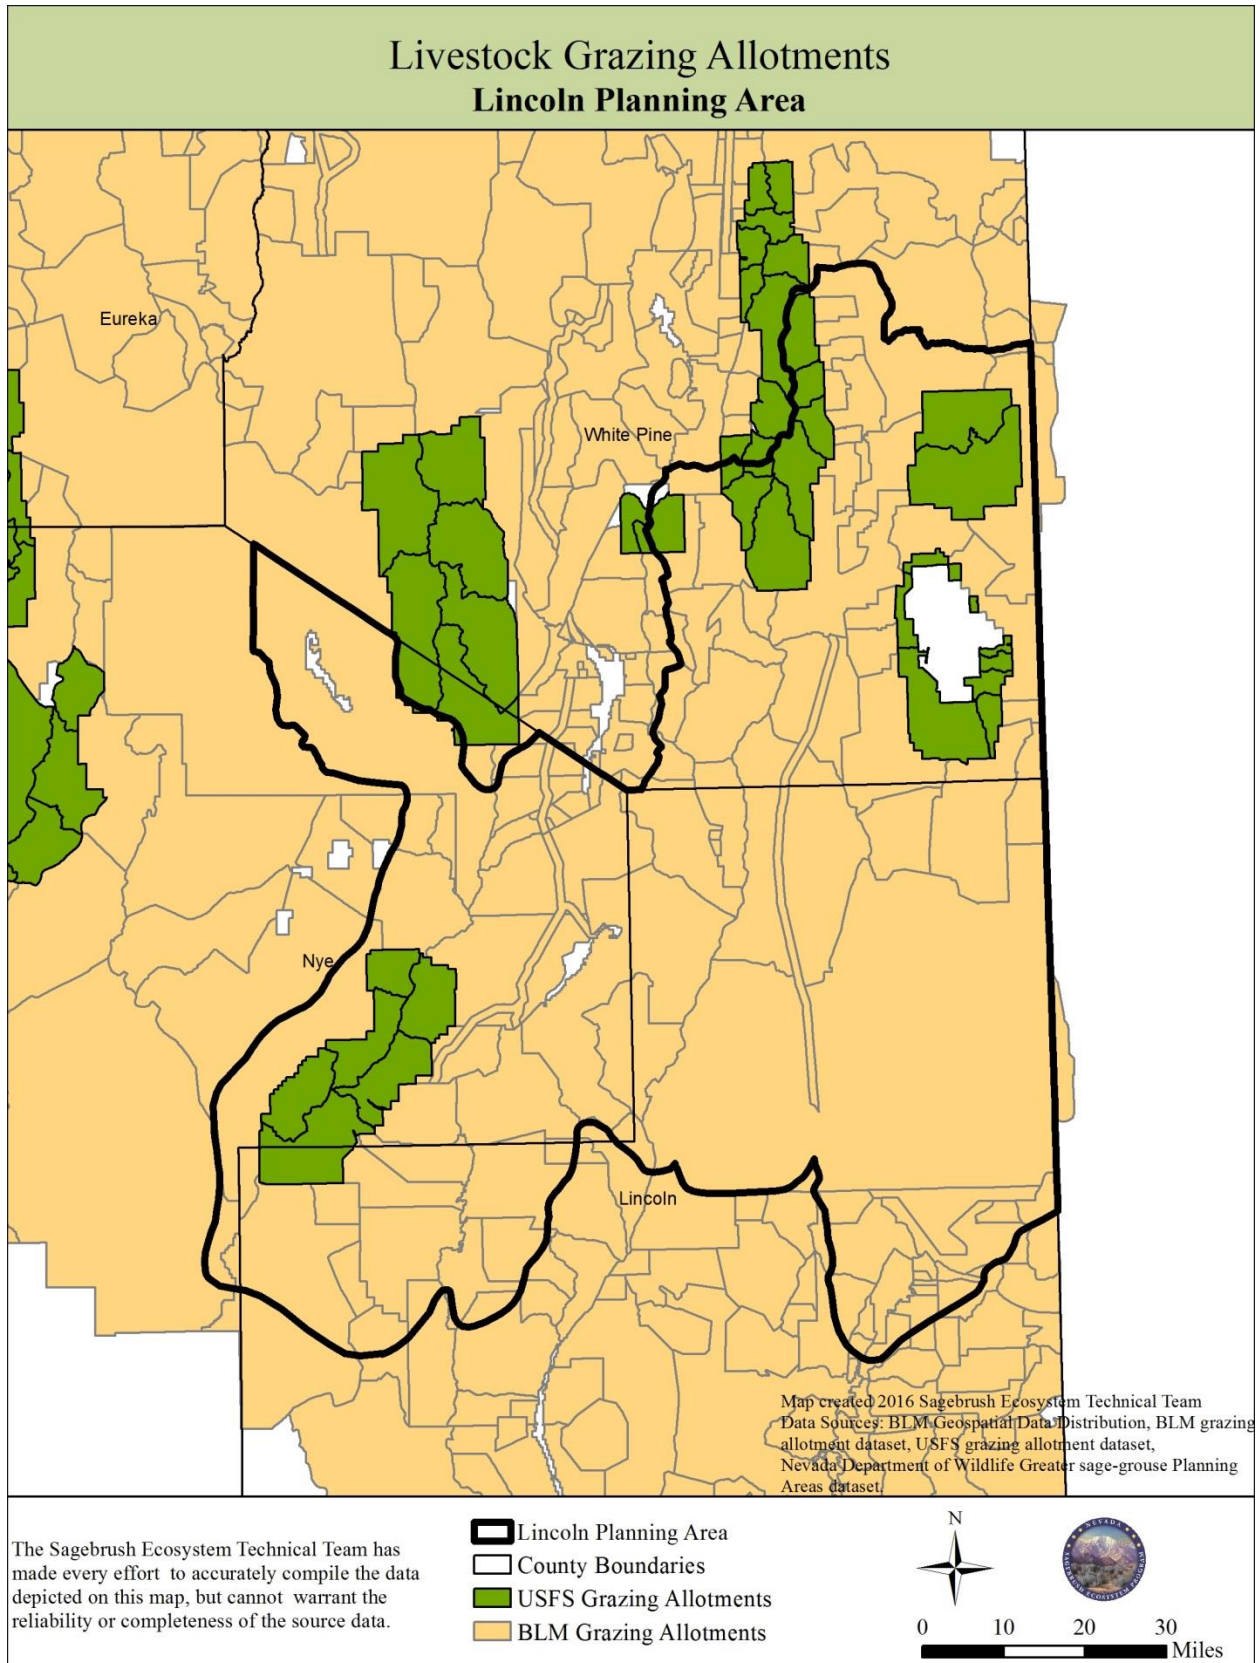 Livestock Grazing Allotments
Lincoln Planning Area
Eureka
White Pine
Nye
Lincoln
Map created 2016 Sagebrush Ecosystem Technical Team
Data Sources: BLM Geospatial Data Distribution, BLM grazing
allotment dataset, USFS grazing allotment dataset,
Nevada Department of Wildlife Greater sage-grouse Planning
Areas dataset.
The Sagebrush Ecosystem Technical Team has
made every effort to accurately compile the data
depicted on this map, but cannot warrant the
reliability or completeness of the source data.
Lincoln Planning Area
County Boundaries
USFS Grazing Allotments
BLM Grazing Allotments
N
NEVADA
SAGEBRUSH ECOSYSTEM PROGRAM
0 10 20 30
Miles